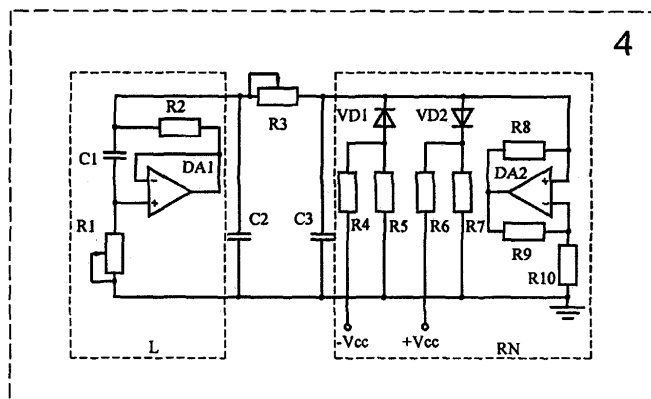 4
R2
R3
VD1
VD2
R8
C1
DA1
DA2
-
+
+
-
R1
C2
C3
R4
R5
R6
R7
R9
R10
-Vcc
+Vcc
L
RN